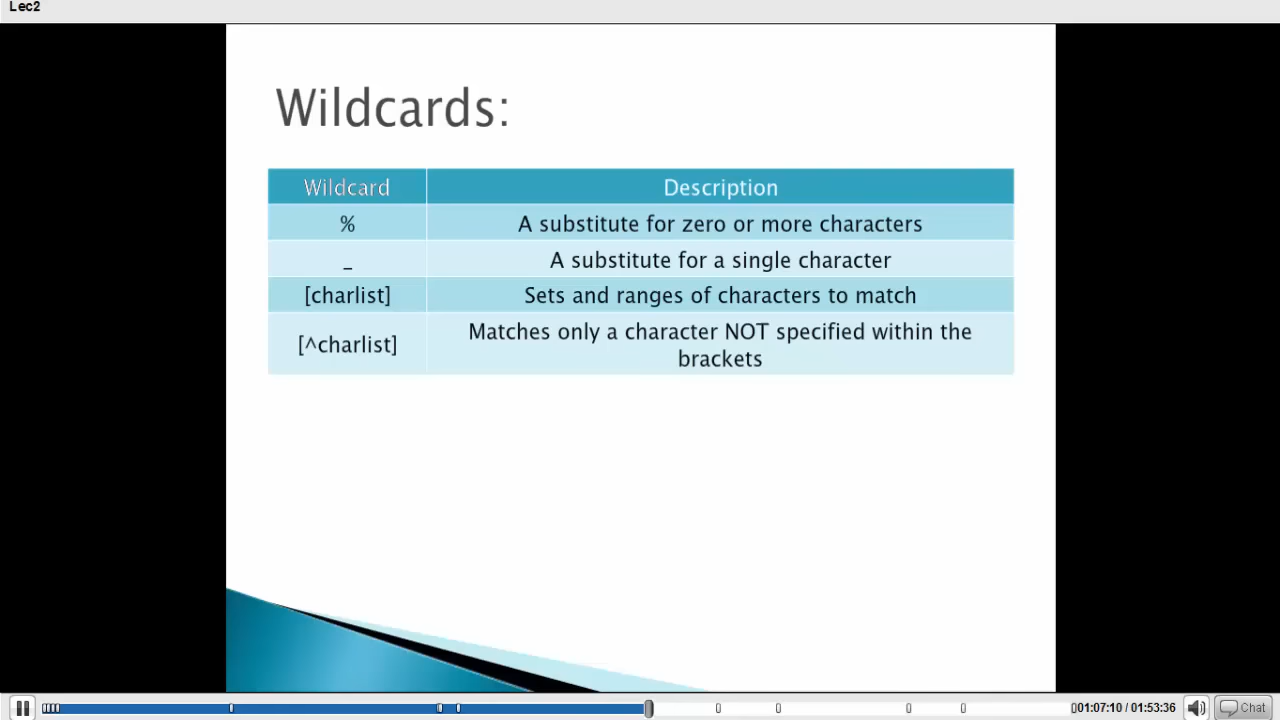 Lec2
Wildcards:
Wildcard Description
% A substitute for zero or more characters
_ A substitute for a single character
[charlist] Sets and ranges of characters to match
[^charlist] Matches only a character NOT specified within the
brackets
01:07:10 / 01:53:36 Chat